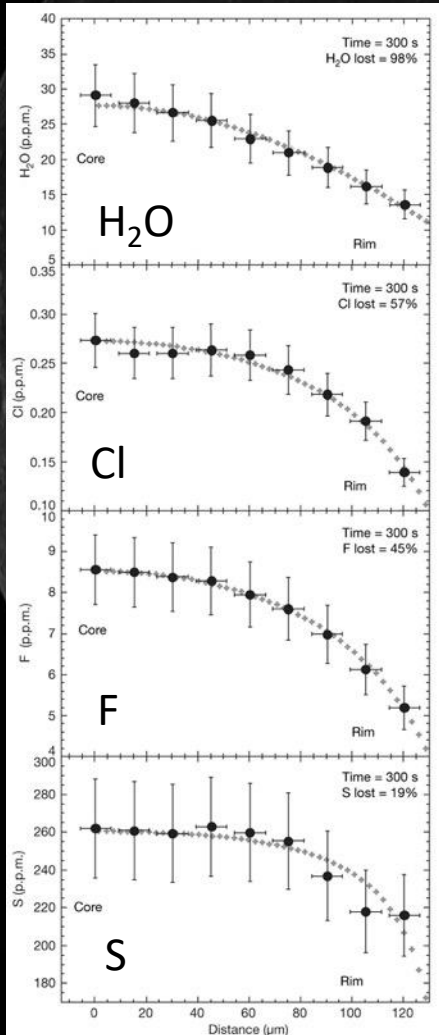 30
25
20
15
10
5
H₂O (p.p.m.)
Time = 300 s
H₂O lost = 98%
Core
H₂O
Rim
0.35
0.30
0.25
0.20
0.15
0.10
Cl (p.p.m.)
Time = 300 s
Cl lost = 57%
Core
Cl
Rim
9
8
7
6
5
4
F (p.p.m.)
Time = 300 s
F lost = 45%
Core
F
Rim
300
280
260
240
220
200
180
S (p.p.m.)
Time = 300 s
S lost = 19%
Core
S
Rim
0 20 40 60 80 100 120
Distance (µm)